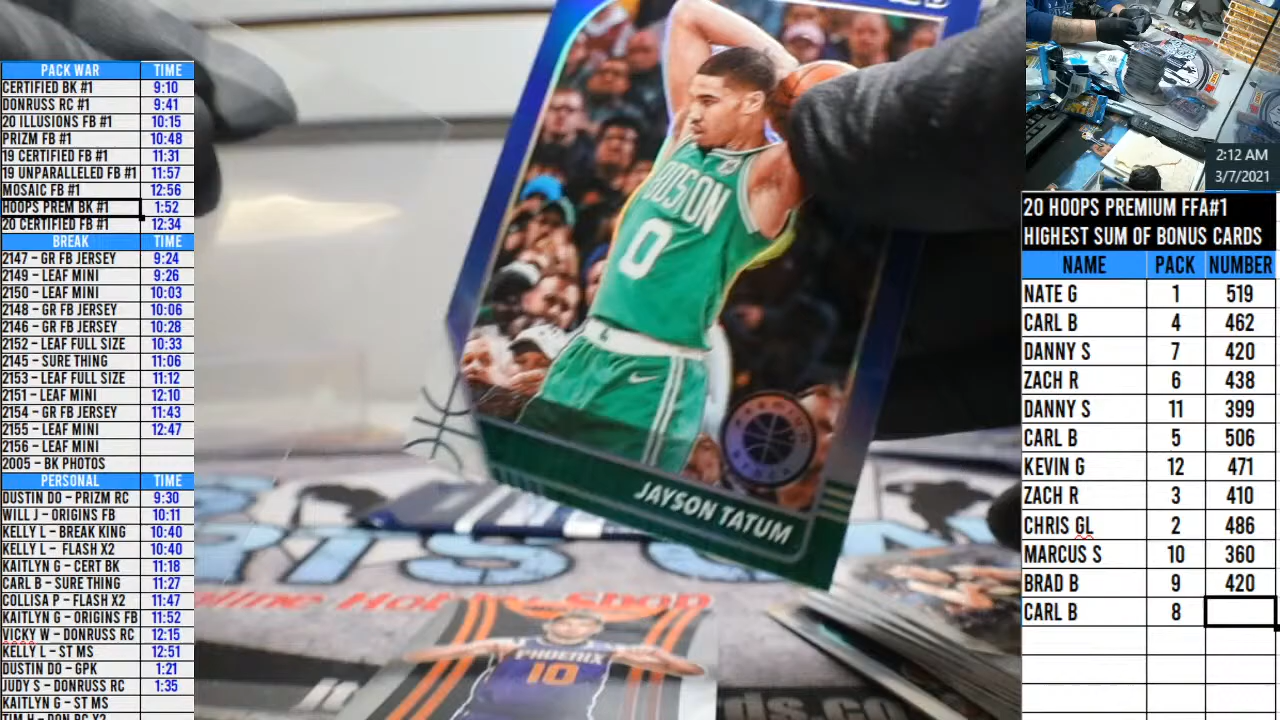 PACK WAR TIME
CERTIFIED BK #1 9:10
DONRUSS RC #1 9:41
20 ILLUSIONS FB #1 10:15
PRIZM FB #1 10:48
19 CERTIFIED FB #1 11:31
19 UNPARALLELED FB #1 11:57
MOSAIC FB #1 12:56
HOOPS PREM BK #1 1:52
20 CERTIFIED FB #1 12:34
BREAK TIME
2147 – GR FB JERSEY 9:24
2149 – LEAF MINI 9:26
2150 – LEAF MINI 10:03
2148 – GR FB JERSEY 10:06
2146 – GR FB JERSEY 10:28
2152 – LEAF FULL SIZE 10:33
2145 – SURE THING 11:06
2153 – LEAF FULL SIZE 11:12
2151 – LEAF MINI 12:10
2154 – GR FB JERSEY 11:43
2155 – LEAF MINI 12:47
2156 – LEAF MINI
2005 – BK PHOTOS
PERSONAL TIME
DUSTIN DO – PRIZM RC 9:30
WILL J – ORIGINS FB 10:11
KELLY L – BREAK KING 10:40
KELLY L – FLASH X2 10:40
KAITLYN G – CERT BK 11:18
CARL B – SURE THING 11:27
COLLISA P – FLASH X2 11:47
KAITLYN G – ORIGINS FB 11:52
VICKY W – DONRUSS RC 12:15
KELLY L – ST MS 12:51
DUSTIN DO – GPK 1:21
JUDY S – DONRUSS RC 1:35
KAITLYN G – ST MS
TIM H – DON RC X2
BOSTON
0
JAYSON TATUM
PHOENIX
10
2:12 AM
3/7/2021
20 HOOPS PREMIUM FFA#1
HIGHEST SUM OF BONUS CARDS
NAME PACK NUMBER
NATE G 1 519
CARL B 4 462
DANNY S 7 420
ZACH R 6 438
DANNY S 11 399
CARL B 5 506
KEVIN G 12 471
ZACH R 3 410
CHRIS GL 2 486
MARCUS S 10 360
BRAD B 9 420
CARL B 8